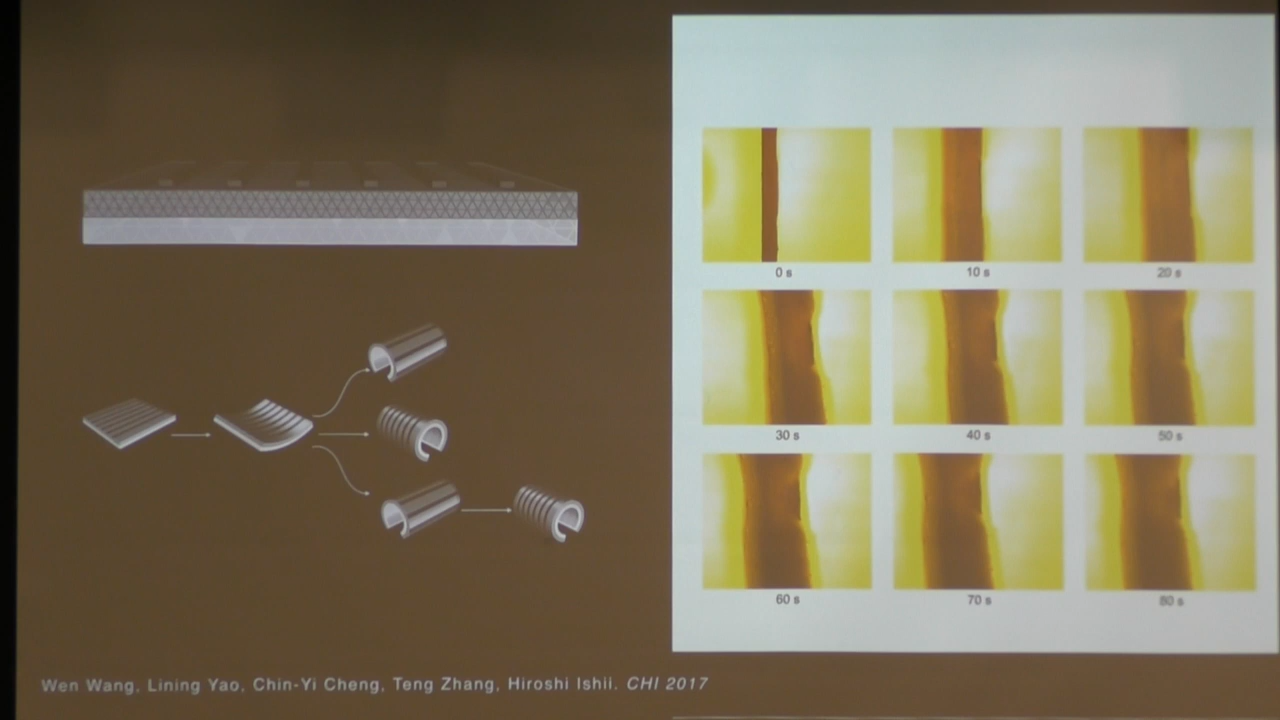 0 s
10 s
20 s
30 s
40 s
50 s
60 s
70 s
80 s
Wen Wang, Lining Yao, Chin-Yi Cheng, Teng Zhang, Hiroshi Ishii. CHI 2017